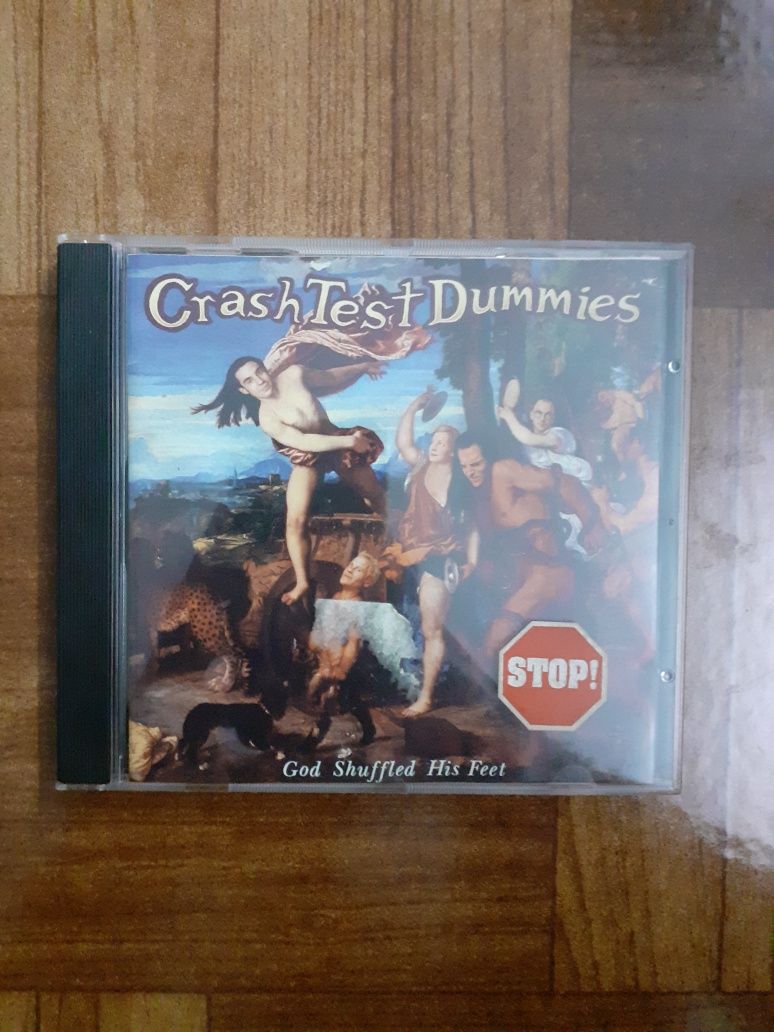 Crash Test Dummies
STOP!
God Shuffled His Feet